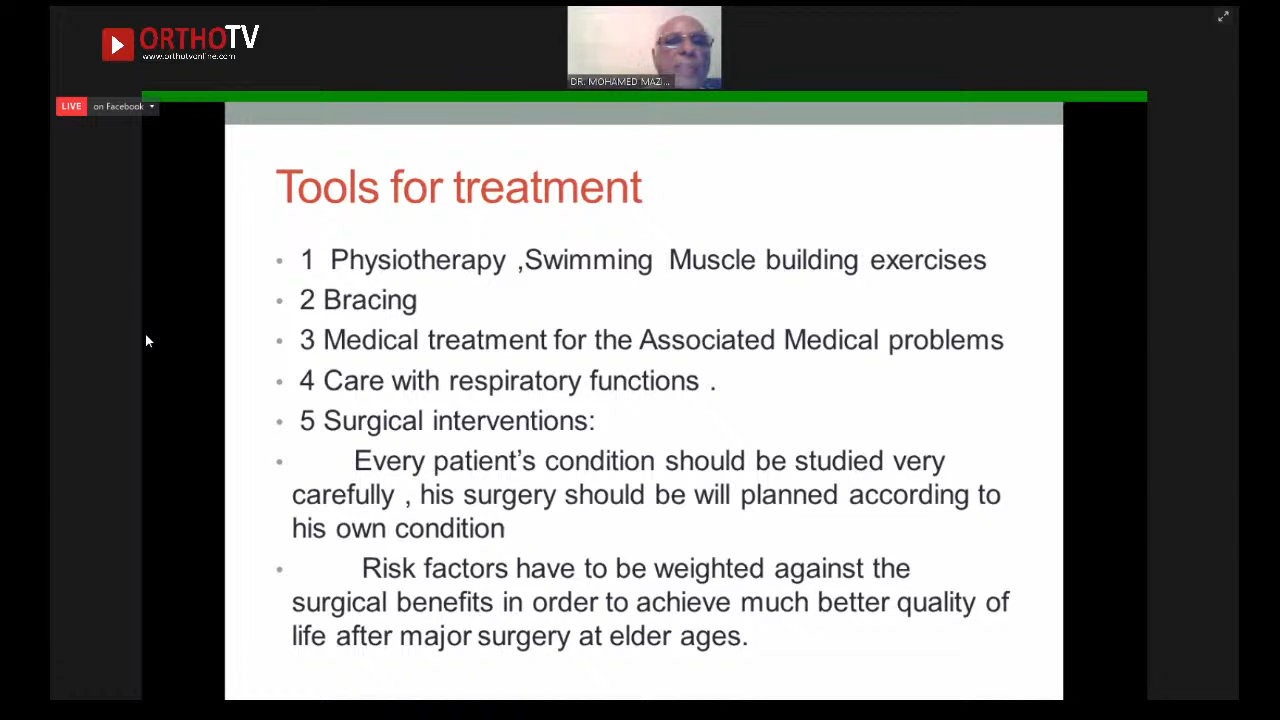 ORTHOTV
www.orthotvonline.com
DR. MOHAMED MAZI...
LIVE on Facebook
Tools for treatment
• 1 Physiotherapy ,Swimming Muscle building exercises
• 2 Bracing
• 3 Medical treatment for the Associated Medical problems
• 4 Care with respiratory functions .
• 5 Surgical interventions:
• Every patient's condition should be studied very
carefully , his surgery should be will planned according to
his own condition
• Risk factors have to be weighted against the
surgical benefits in order to achieve much better quality of
life after major surgery at elder ages.